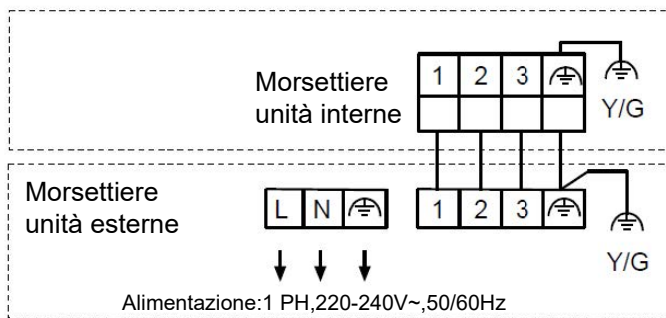 Morsettiere
unità interne
1 2 3
Y/G
Morsettiere
unità esterne
L N
1 2 3
Y/G
Alimentazione:1 PH,220-240V~,50/60Hz